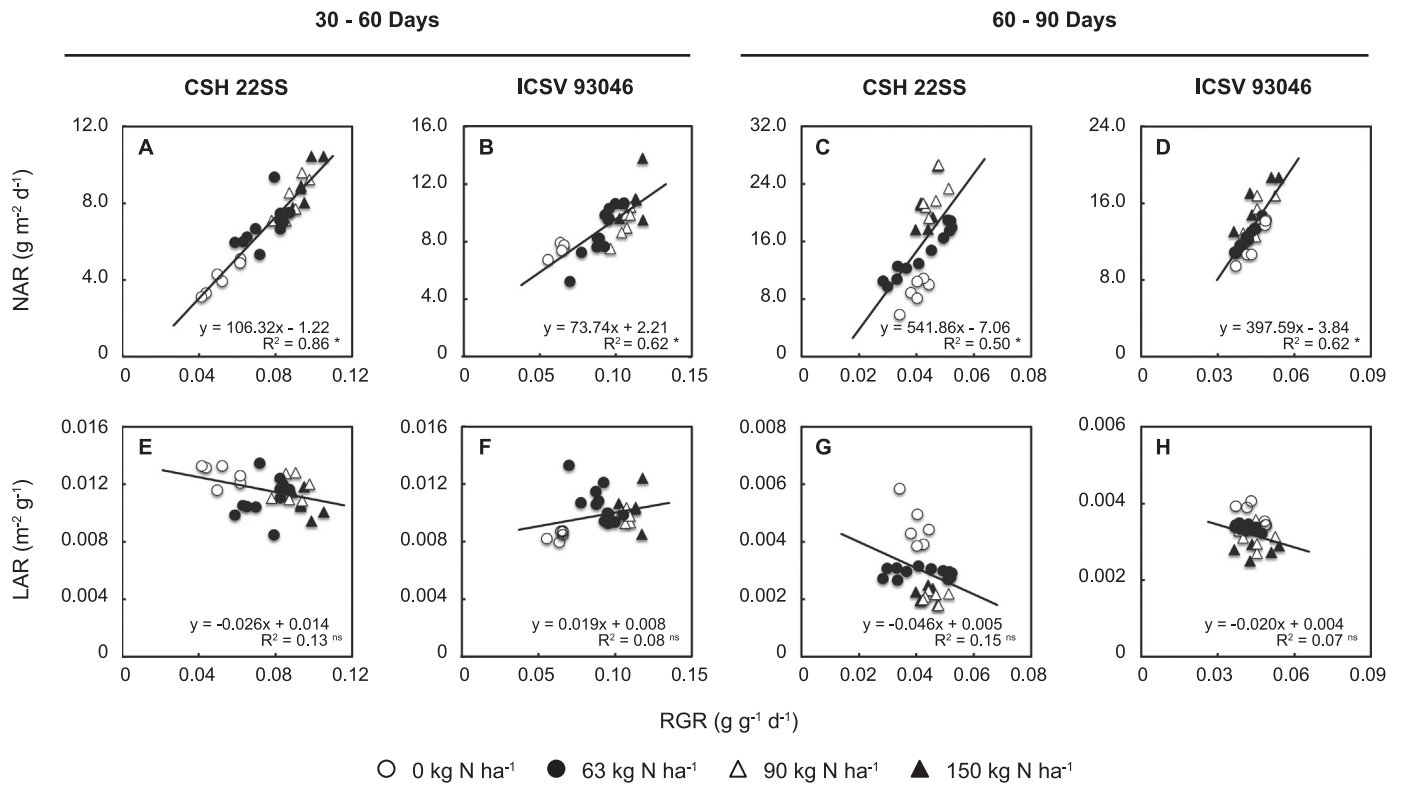 30 - 60 Days
60 - 90 Days
CSH 22SS
ICSV 93046
CSH 22SS
ICSV 93046
NAR (g m⁻² d⁻¹)
12.0
8.0
4.0
0
A
y = 106.32x - 1.22
R² = 0.86 *
0 0.04 0.08 0.12
16.0
12.0
8.0
4.0
0
B
y = 73.74x + 2.21
R² = 0.62 *
0 0.05 0.10 0.15
32.0
24.0
16.0
8.0
0
C
y = 541.86x - 7.06
R² = 0.50 *
0 0.02 0.04 0.06 0.08
24.0
16.0
8.0
0
D
y = 397.59x - 3.84
R² = 0.62 *
0 0.03 0.06 0.09
LAR (m⁻² g⁻¹)
0.016
0.012
0.008
0.004
0
E
y = -0.026x + 0.014
R² = 0.13 ns
0 0.04 0.08 0.12
0.016
0.012
0.008
0.004
0
F
y = 0.019x + 0.008
R² = 0.08 ns
0 0.05 0.10 0.15
0.008
0.006
0.004
0.002
0
G
y = -0.046x + 0.005
R² = 0.15 ns
0 0.02 0.04 0.06 0.08
0.006
0.004
0.002
0
H
y = -0.020x + 0.004
R² = 0.07 ns
0 0.03 0.06 0.09
RGR (g g⁻¹ d⁻¹)
0 kg N ha⁻¹ 63 kg N ha⁻¹ 90 kg N ha⁻¹ 150 kg N ha⁻¹